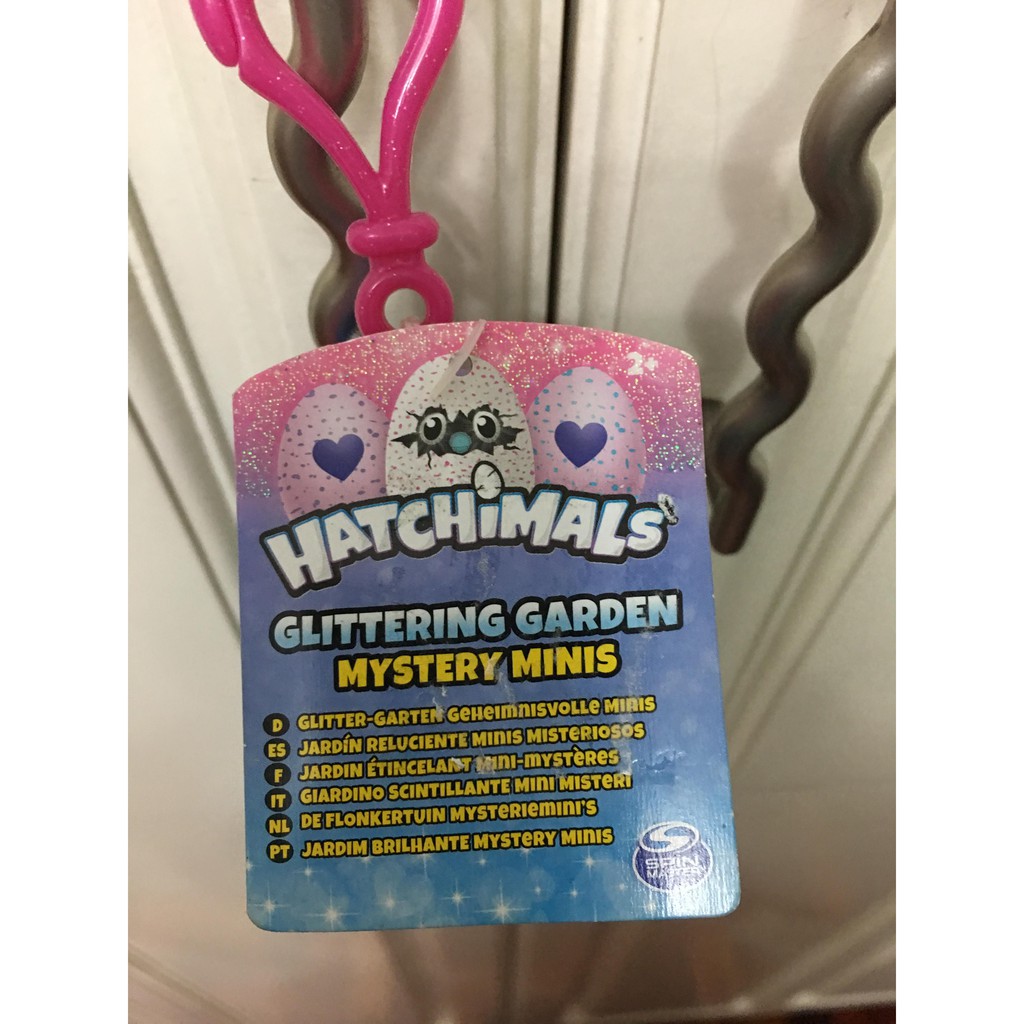 2+
HATCHiMALS
GLITTERING GARDEN
MYSTERY MINIS
D GLITTER-GARTEN GEHEIMNISVOLLE MINIS
ES JARDÍN RELUCIENTE MINIS MISTERIOSOS
F JARDIN ÉTINCELANT MINI-MYSTÈRES
IT GIARDINO SCINTILLANTE MINI MISTERI
NL DE FLONKERTUIN MYSTERIEMINI'S
PT JARDIM BRILHANTE MYSTERY MINIS
SPIN
MASTER